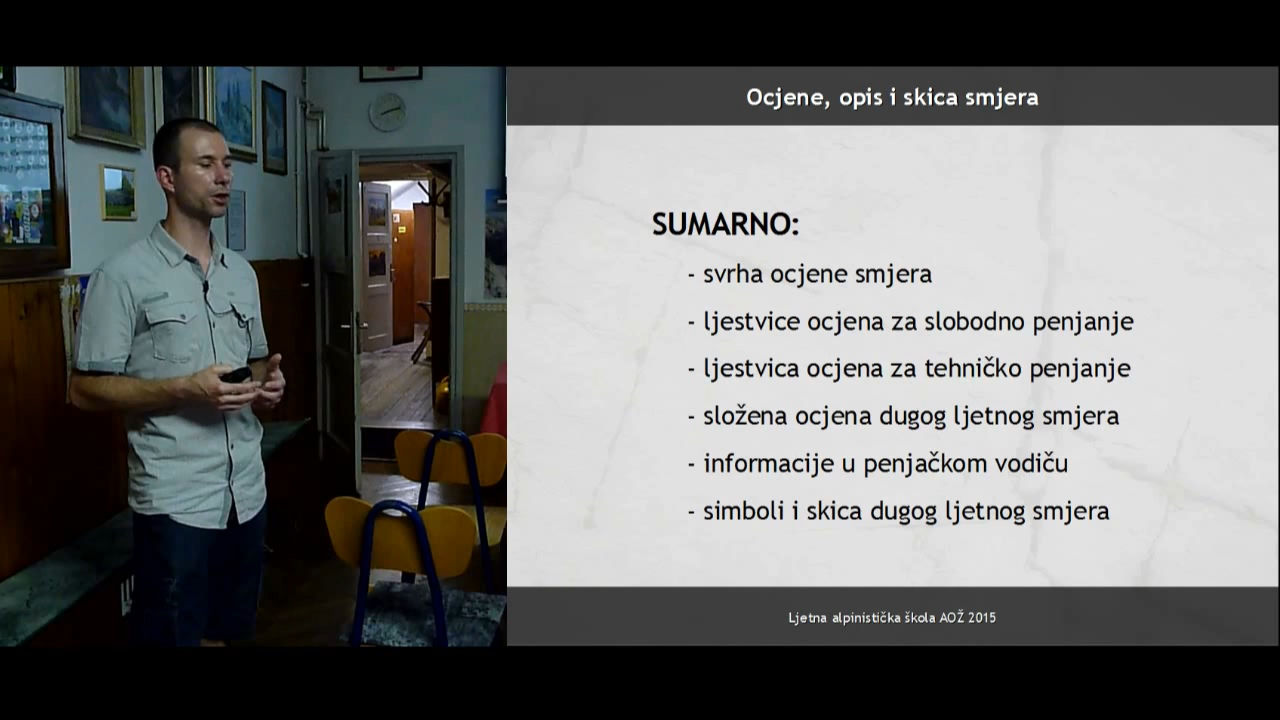 Ocjene, opis i skica smjera
SUMARNO:
- svrha ocjene smjera
- ljestvice ocjena za slobodno penjanje
- ljestvica ocjena za tehničko penjanje
- složena ocjena dugog ljetnog smjera
- informacije u penjačkom vodiču
- simboli i skica dugog ljetnog smjera
Ljetna alpinistička škola AOŽ 2015